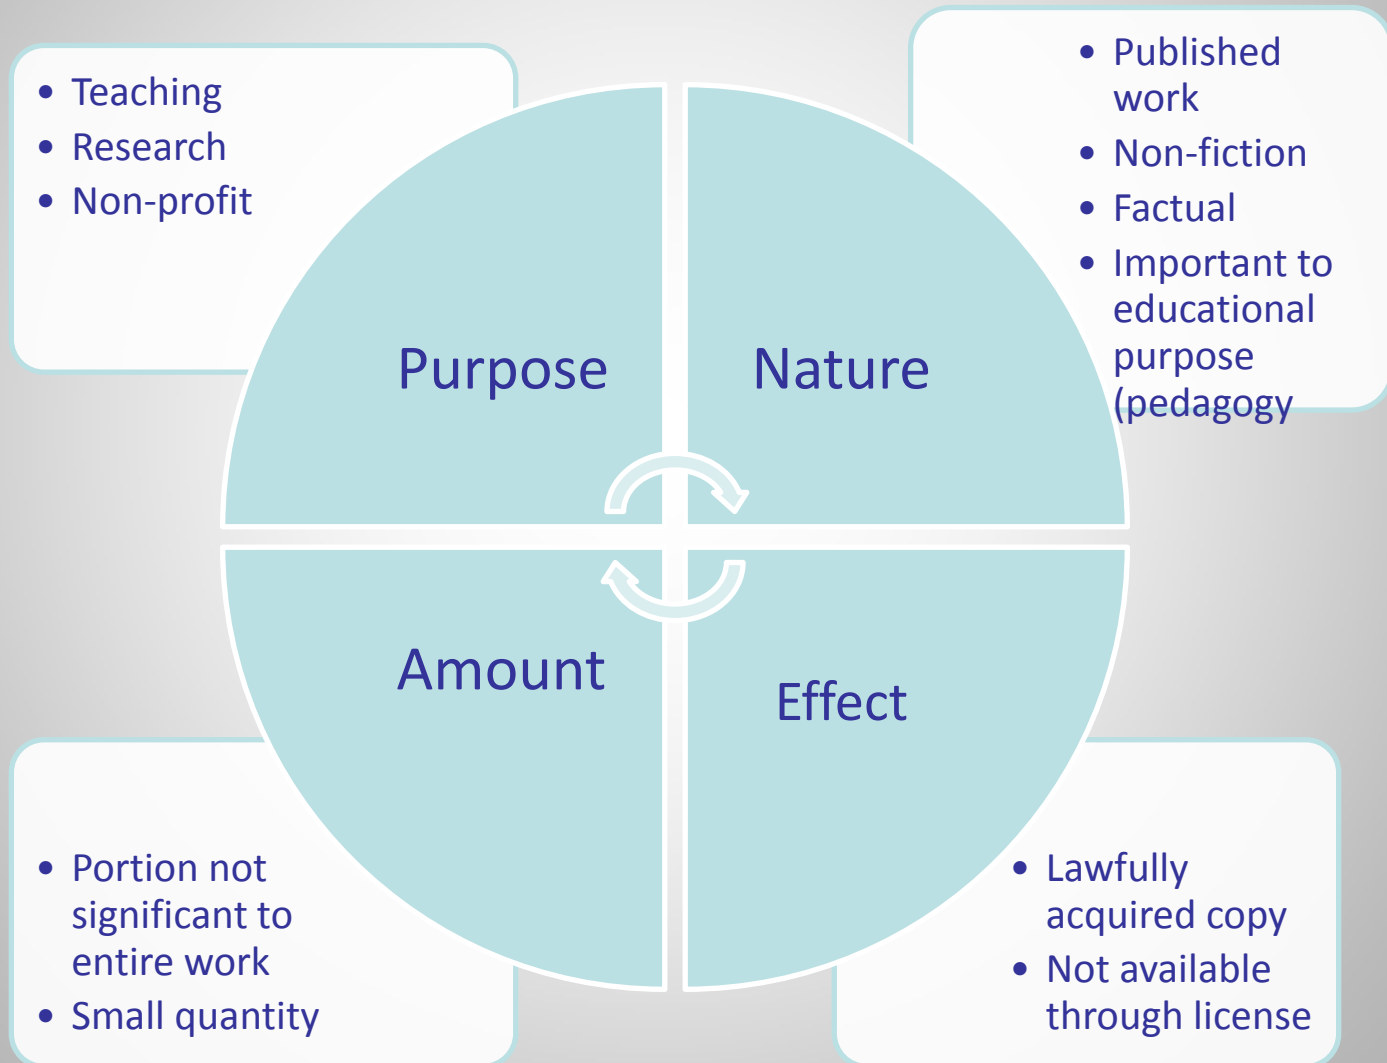 • Teaching
• Research
• Non-profit
• Published
work
• Non-fiction
• Factual
• Important to
educational
purpose
(pedagogy
Purpose
Nature
Amount
Effect
• Portion not
significant to
entire work
• Small quantity
• Lawfully
acquired copy
• Not available
through license